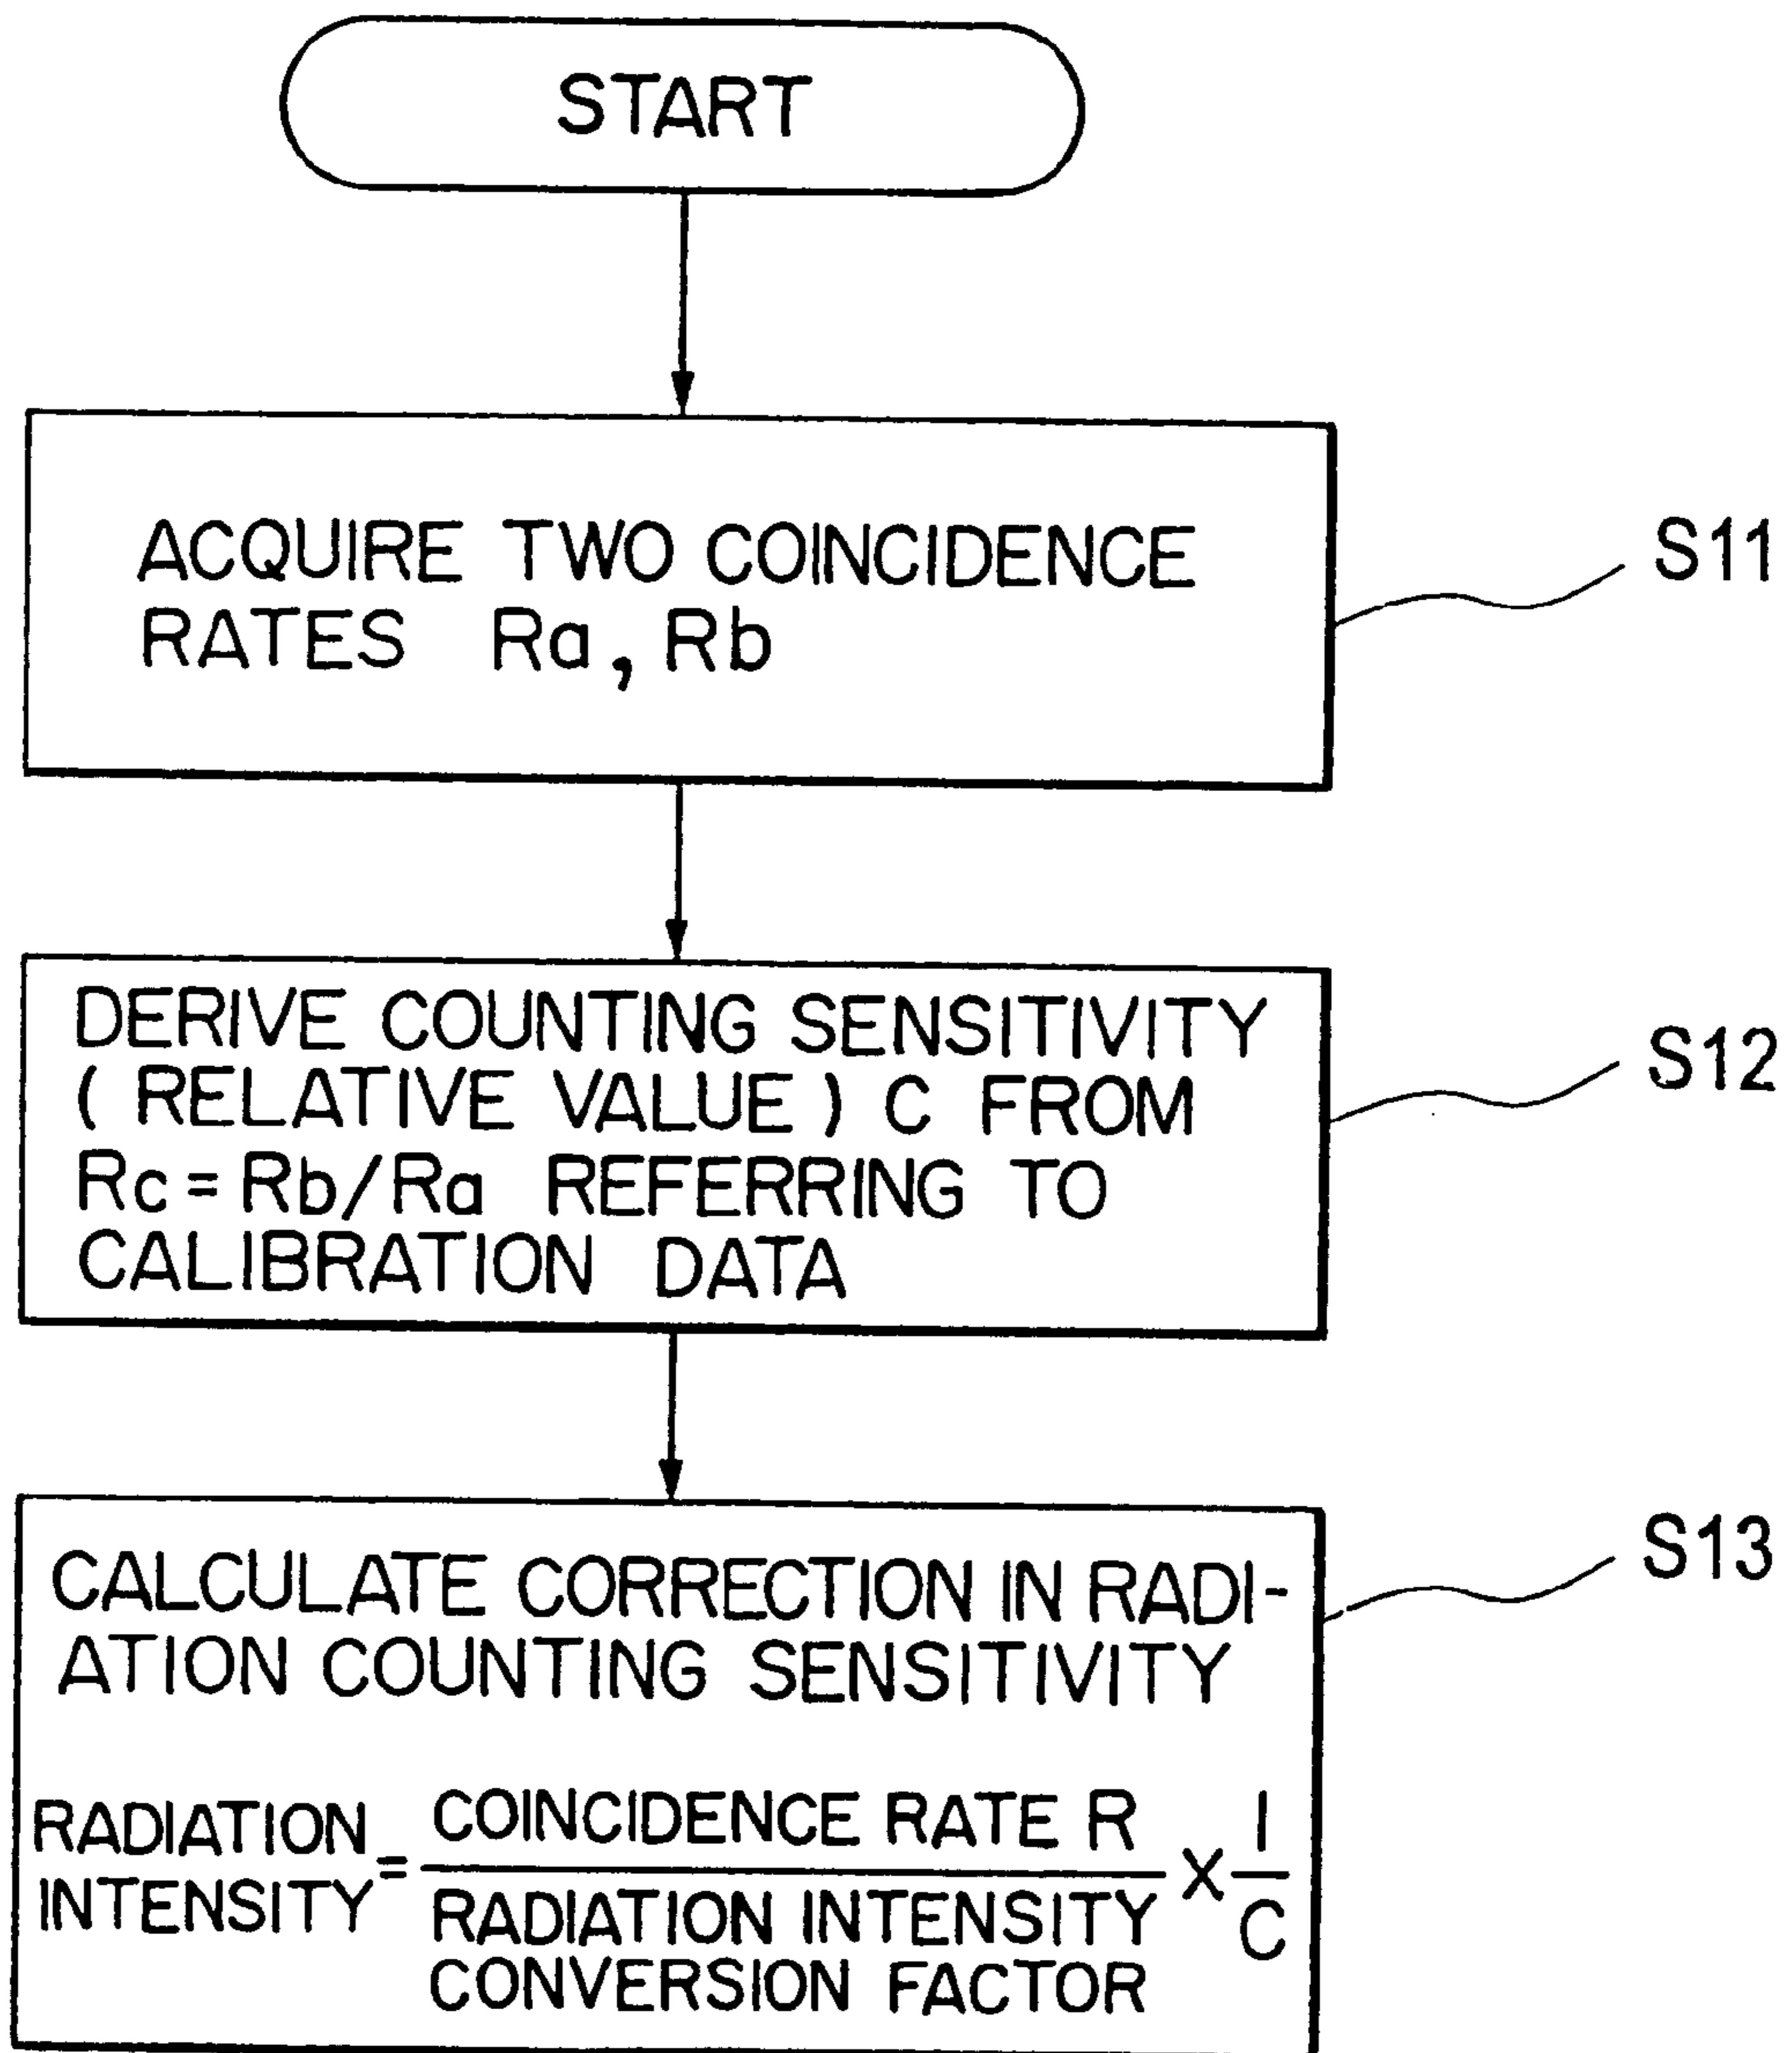 START
ACQUIRE TWO COINCIDENCE
RATES Ra, Rb
S11
DERIVE COUNTING SENSITIVITY
( RELATIVE VALUE ) C FROM
Rc = Rb/Ra REFERRING TO
CALIBRATION DATA
S12
CALCULATE CORRECTION IN RADI-
ATION COUNTING SENSITIVITY
S13
RADIATION
INTENSITY =
COINCIDENCE RATE R
RADIATION INTENSITY
CONVERSION FACTOR
X
1
C